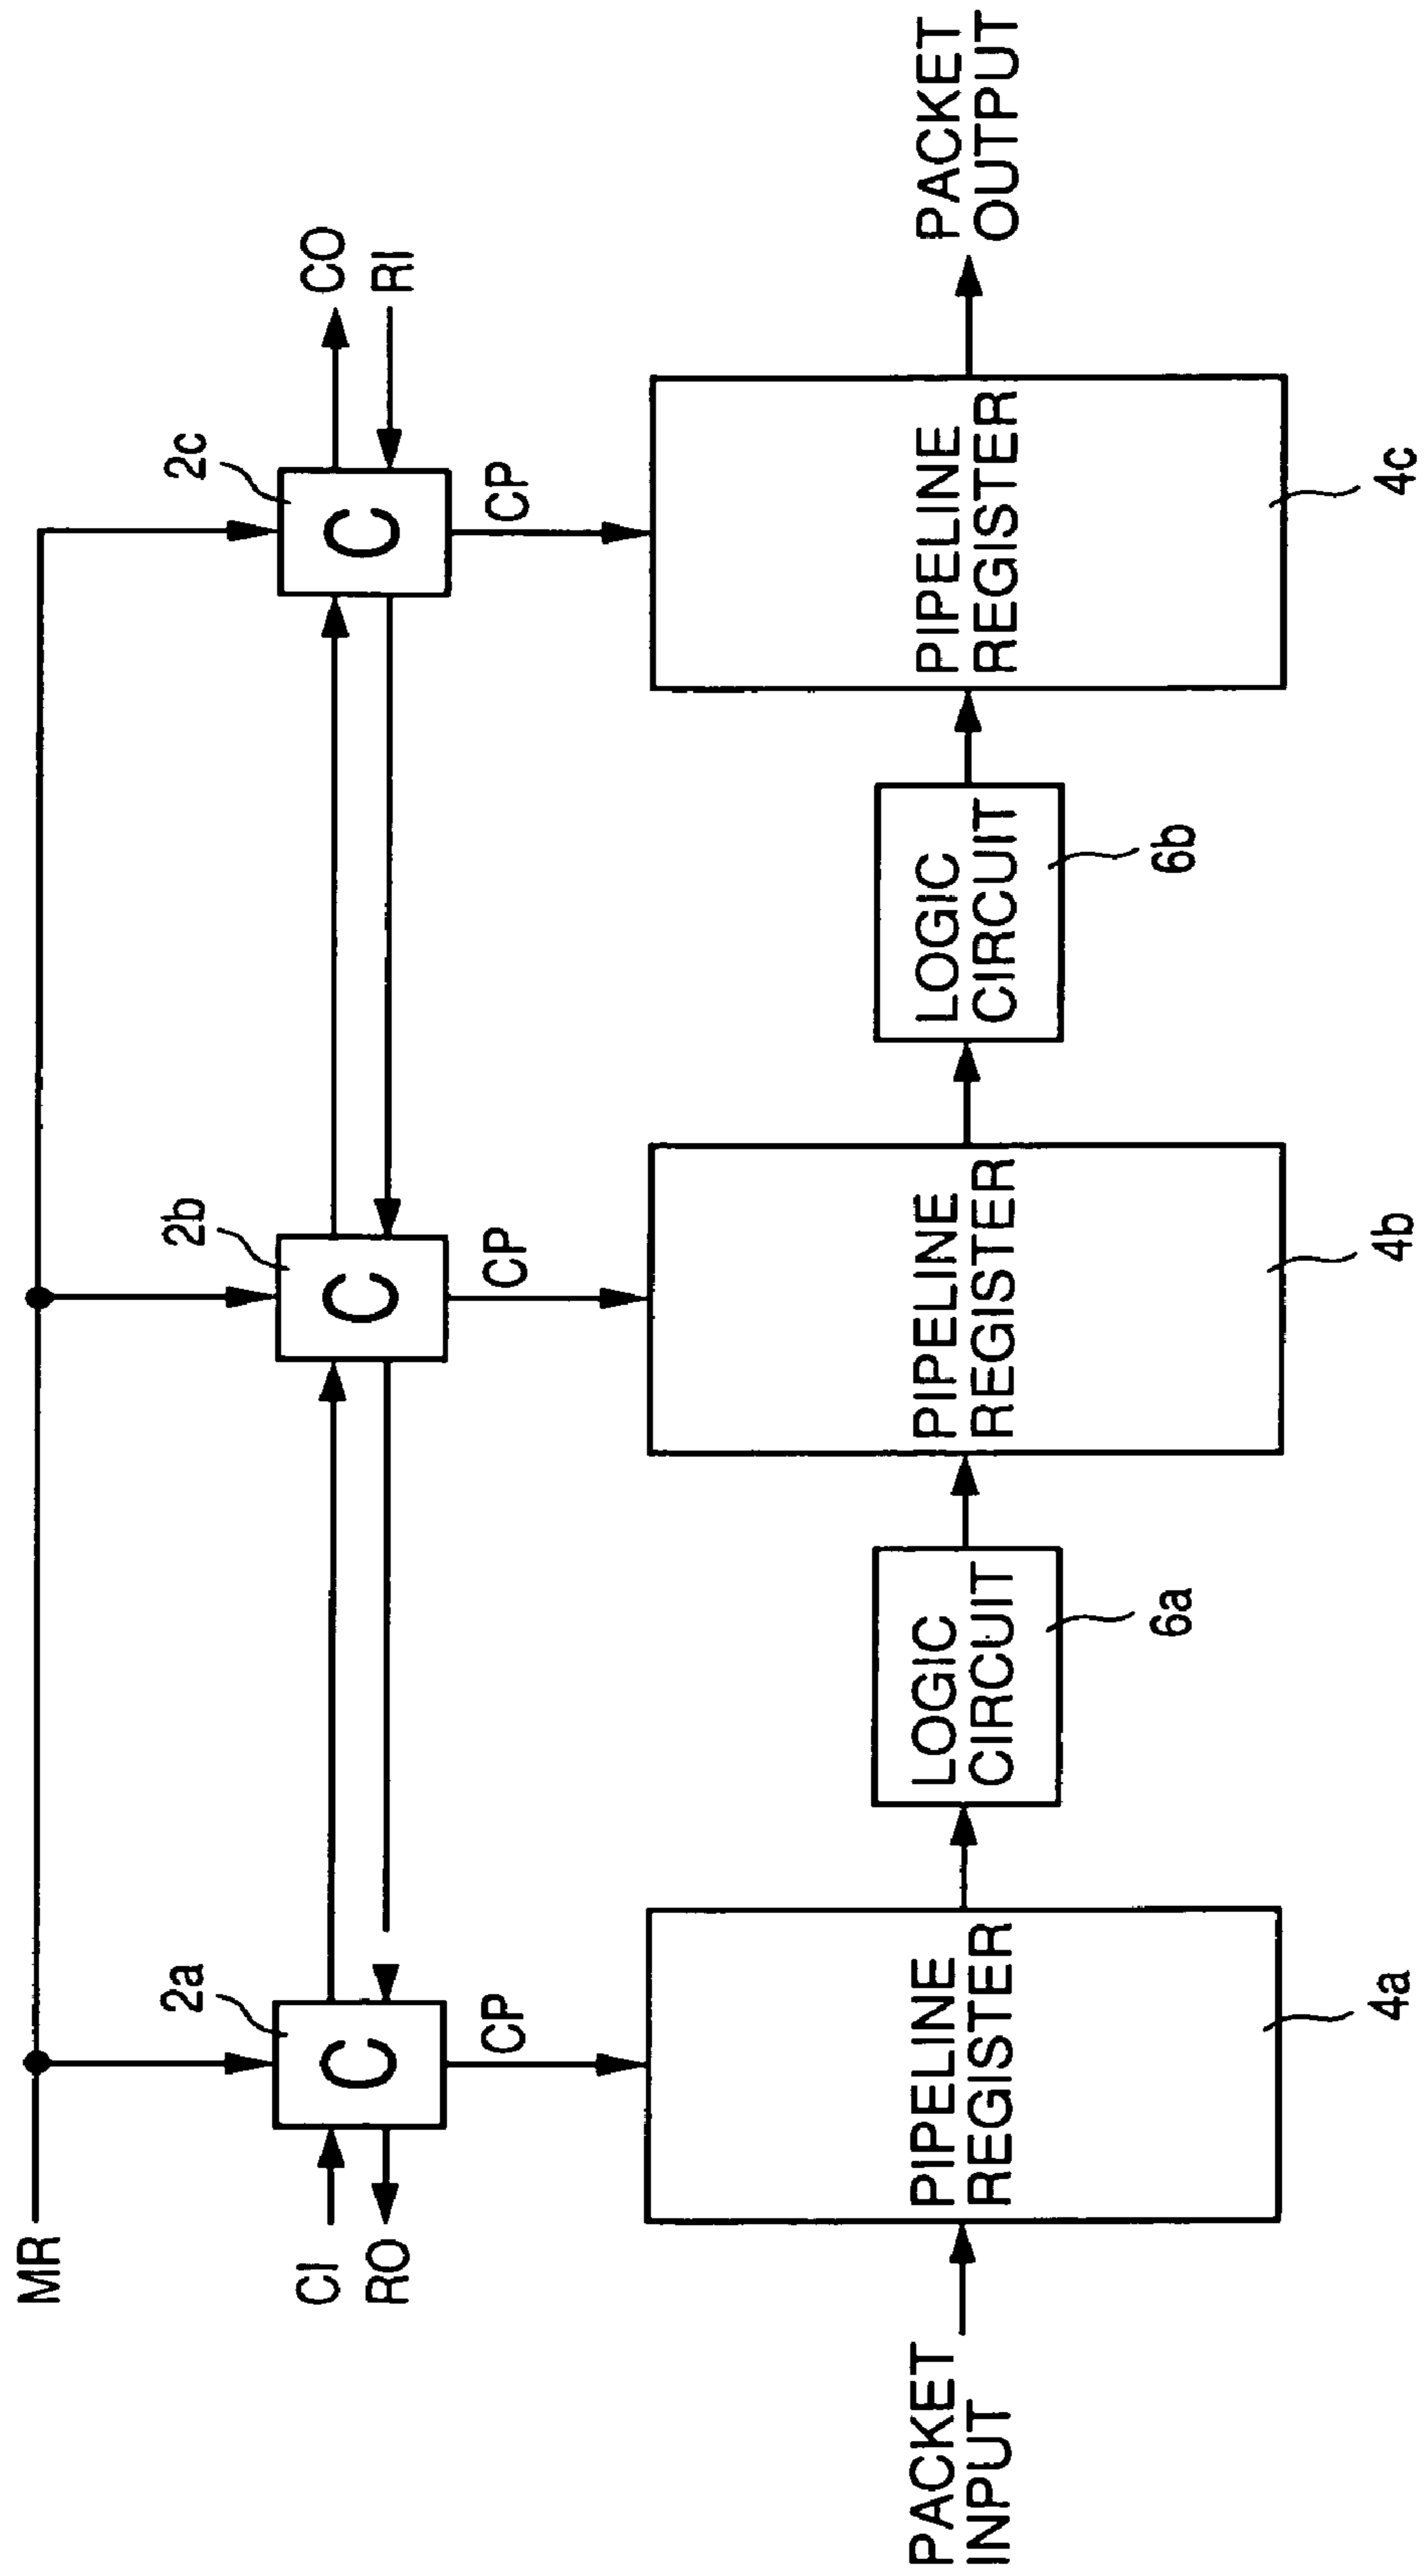 MR
2a
2b
2c
CI
RO
C
C
C
CO
RI
CP
CP
CP
PACKET
INPUT
PIPELINE
REGISTER
LOGIC
CIRCUIT
PIPELINE
REGISTER
LOGIC
CIRCUIT
PIPELINE
REGISTER
PACKET
OUTPUT
6a
6b
4a
4b
4c